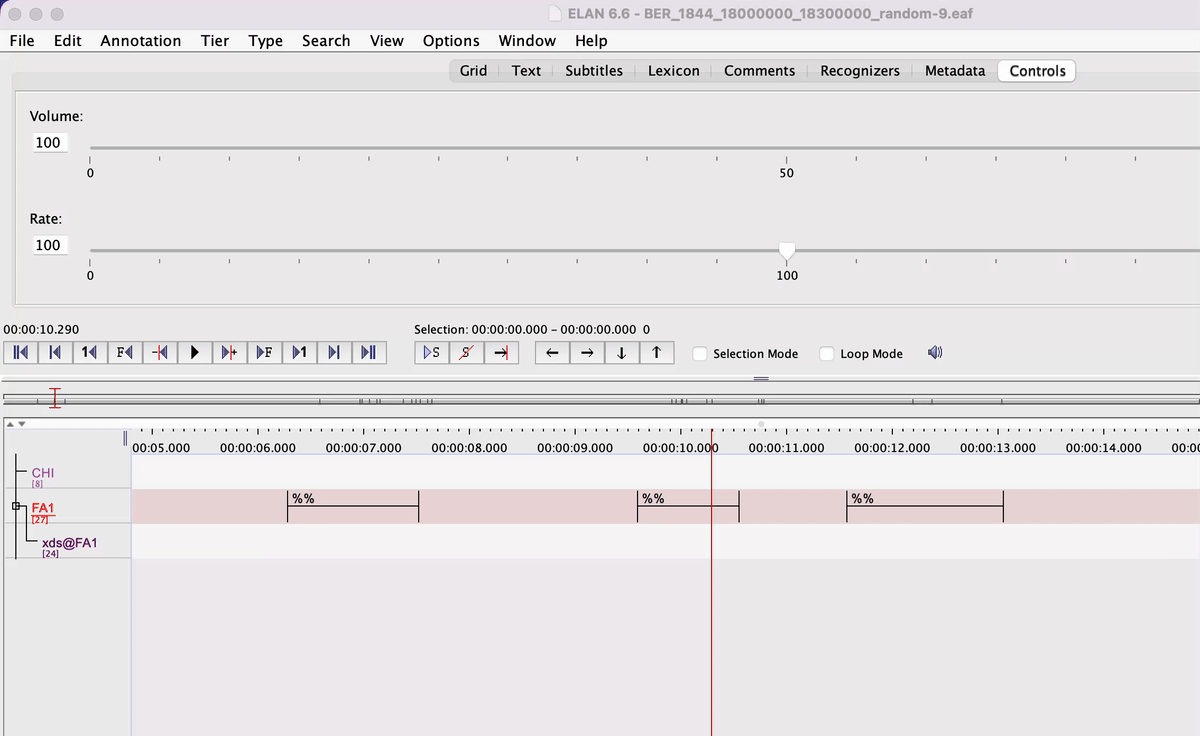 ELAN 6.6 - BER_1844_18000000_18300000_random-9.eaf
File Edit Annotation Tier Type Search View Options Window Help
Grid Text Subtitles Lexicon Comments Recognizers Metadata Controls
Volume:
100
0 50
Rate:
100
0 100
00:00:10.290 Selection: 00:00:00.000 - 00:00:00.000 0
1 F F 1 S S Selection Mode Loop Mode
00:05.000 00:00:06.000 00:00:07.000 00:00:08.000 00:00:09.000 00:00:10.000 00:00:11.000 00:00:12.000 00:00:13.000 00:00:14.000 00:0
CHI
[8]
FA1 %% %% %%
[27]
xds@FA1
[24]